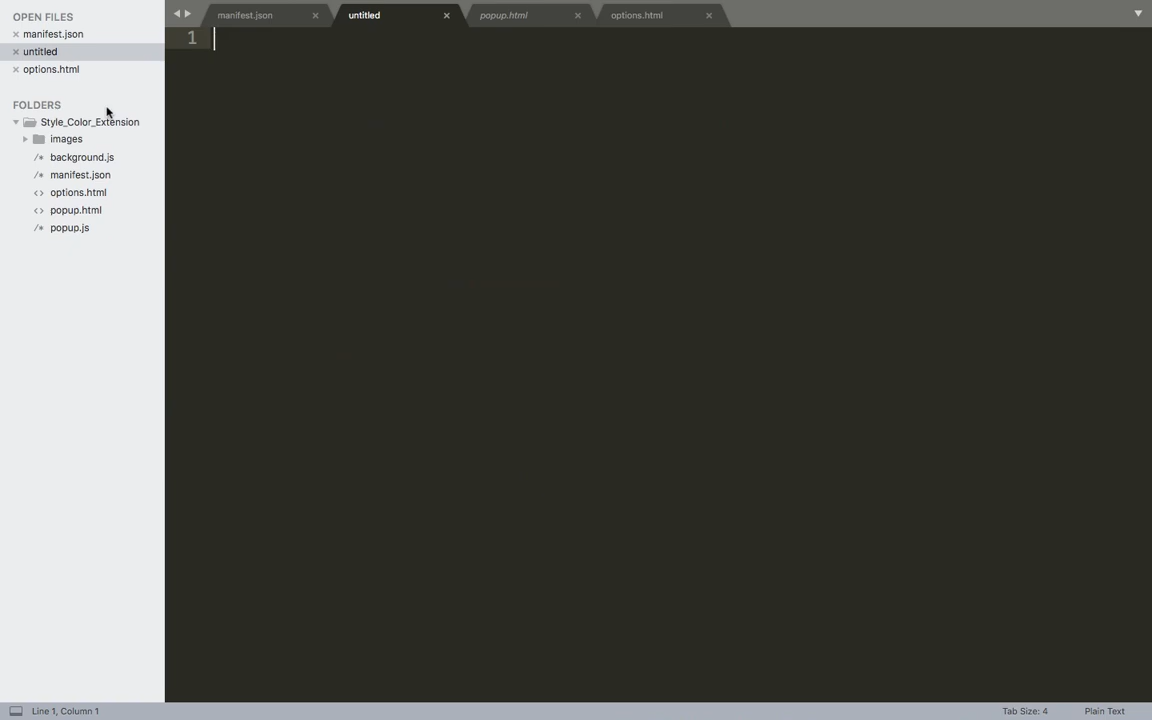 OPEN FILES
manifest.json
untitled
options.html
FOLDERS
Style_Color_Extension
images
background.js
manifest.json
options.html
popup.html
popup.js
manifest.json
untitled
popup.html
options.html
1
Line 1, Column 1
Tab Size: 4
Plain Text